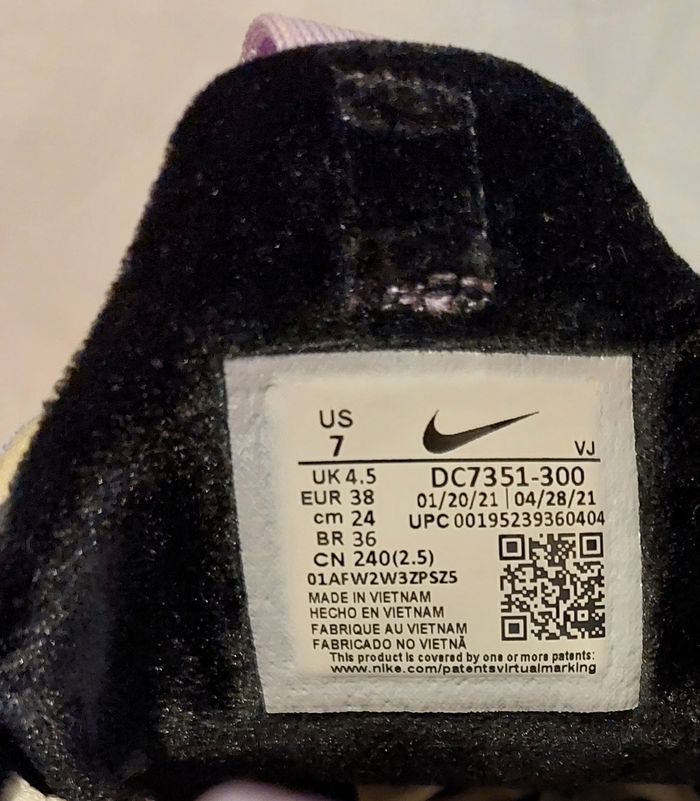 US
7
VJ
UK 4.5
DC7351-300
EUR 38
01/20/21 | 04/28/21
cm 24
UPC 00195239360404
BR 36
CN 240(2.5)
01AFW2W3ZPSZ5
MADE IN VIETNAM
HECHO EN VIETNAM
FABRIQUE AU VIETNAM
FABRICADO NO VIETNÃ
This product is covered by one or more patents:
www.nike.com/patentsvirtualmarking